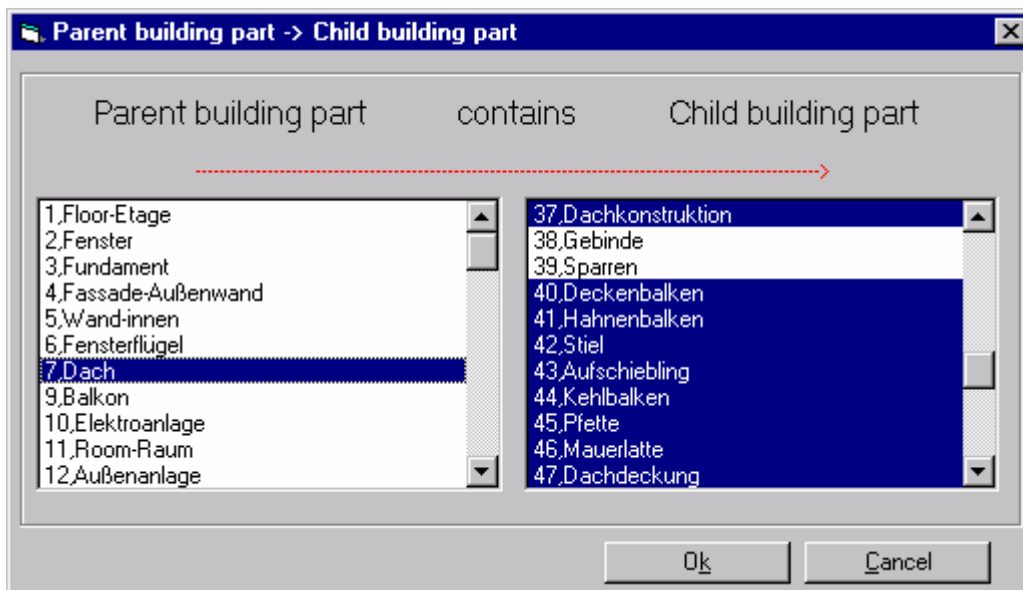 Parent building part -> Child building part
Parent building part contains Child building part
1,Floor-Etage
2,Fenster
3,Fundament
4,Fassade-Außenwand
5,Wand-innen
6,Fensterflügel
7,Dach
9,Balkon
10,Elektroanlage
11,Room-Raum
12,Außenanlage
37,Dachkonstruktion
38,Gebinde
39,Sparren
40,Deckenbalken
41,Hahnenbalken
42,Stiel
43,Aufschiebling
44,Kehlbalken
45,Pfette
46,Mauerlatte
47,Dachdeckung
Ok Cancel